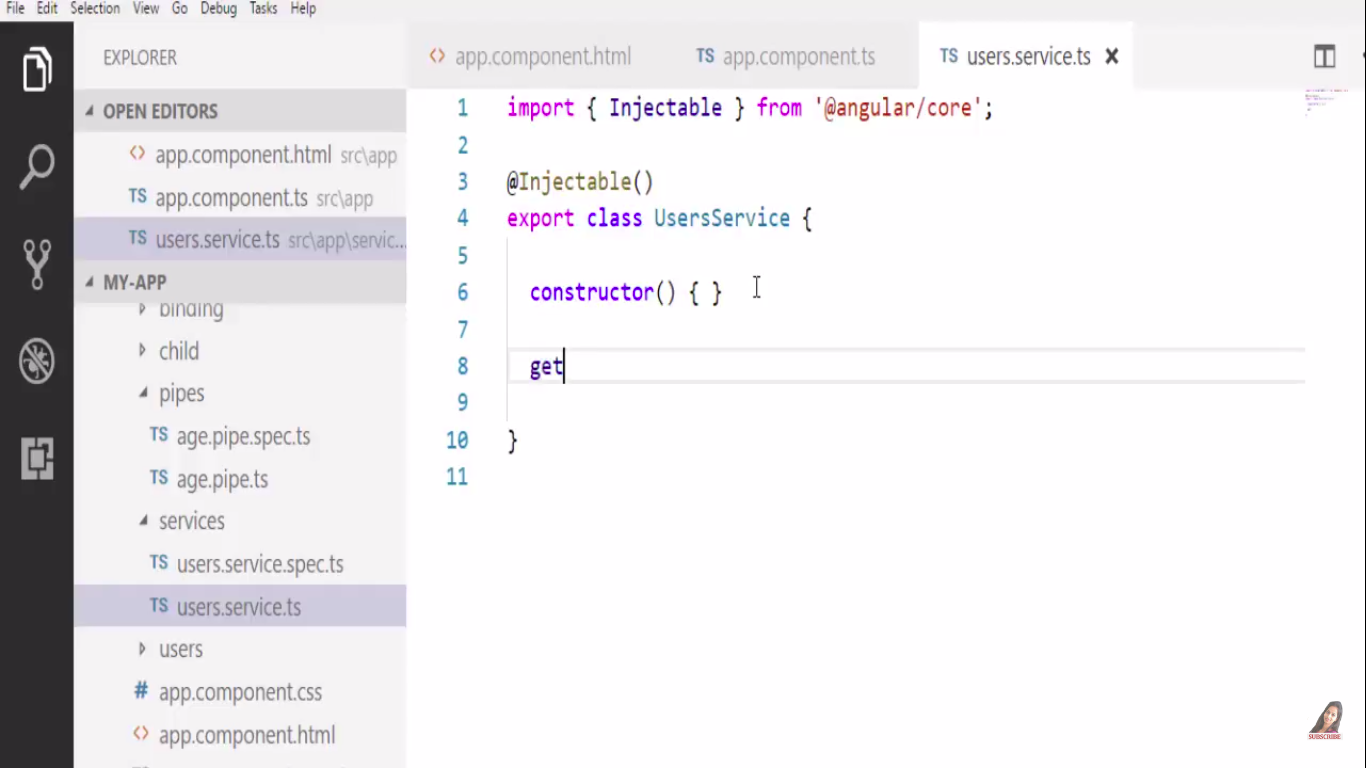 File Edit Selection View Go Debug Tasks Help
EXPLORER
OPEN EDITORS
app.component.html src\app
TS app.component.ts src\app
TS users.service.ts src\app\servic...
MY-APP
binding
child
pipes
TS age.pipe.spec.ts
TS age.pipe.ts
services
TS users.service.spec.ts
TS users.service.ts
users
# app.component.css
<> app.component.html
<> app.component.html TS app.component.ts TS users.service.ts
1 import { Injectable } from '@angular/core';
2
3 @Injectable()
4 export class UsersService {
5
6 constructor() { }
7
8 get
9
10 }
11
SUBSCRIBE